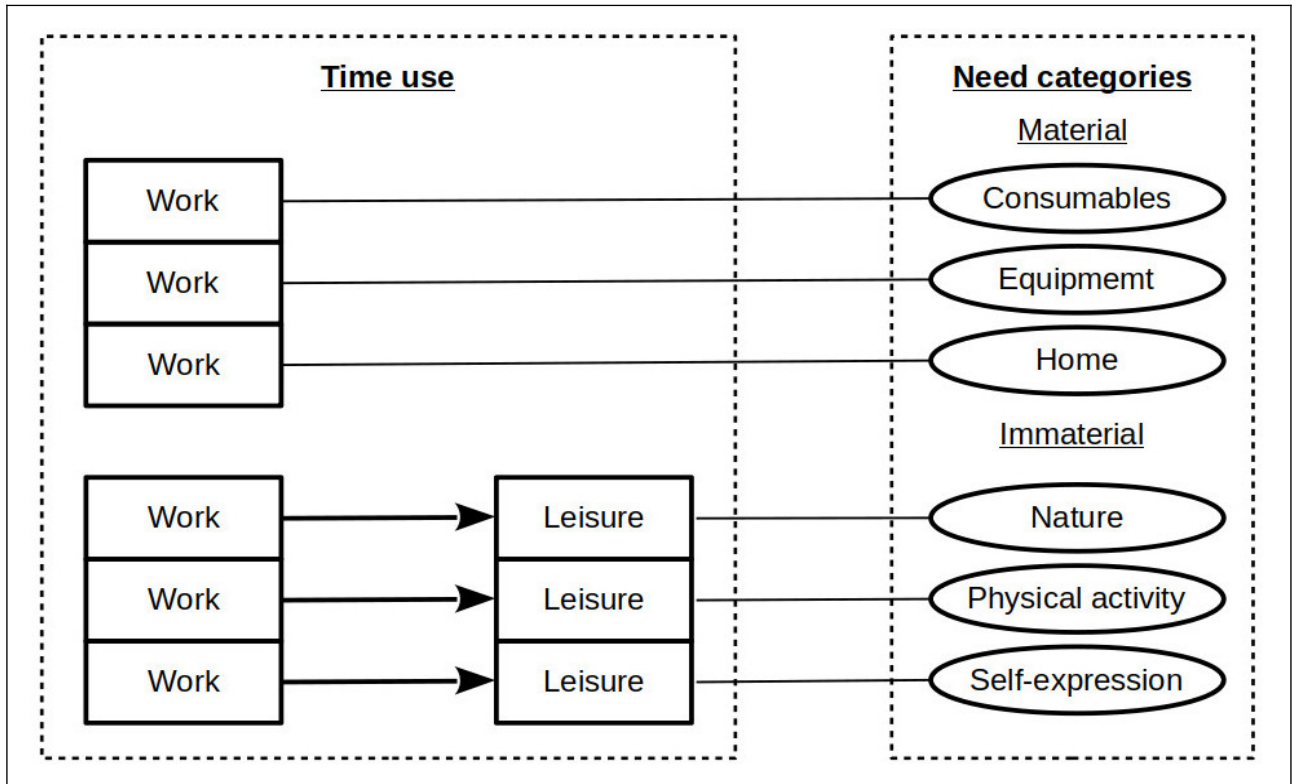 Time use
Need categories
Material
Work
Consumables
Work
Equipmemt
Work
Home
Immaterial
Work
Leisure
Nature
Work
Leisure
Physical activity
Work
Leisure
Self-expression